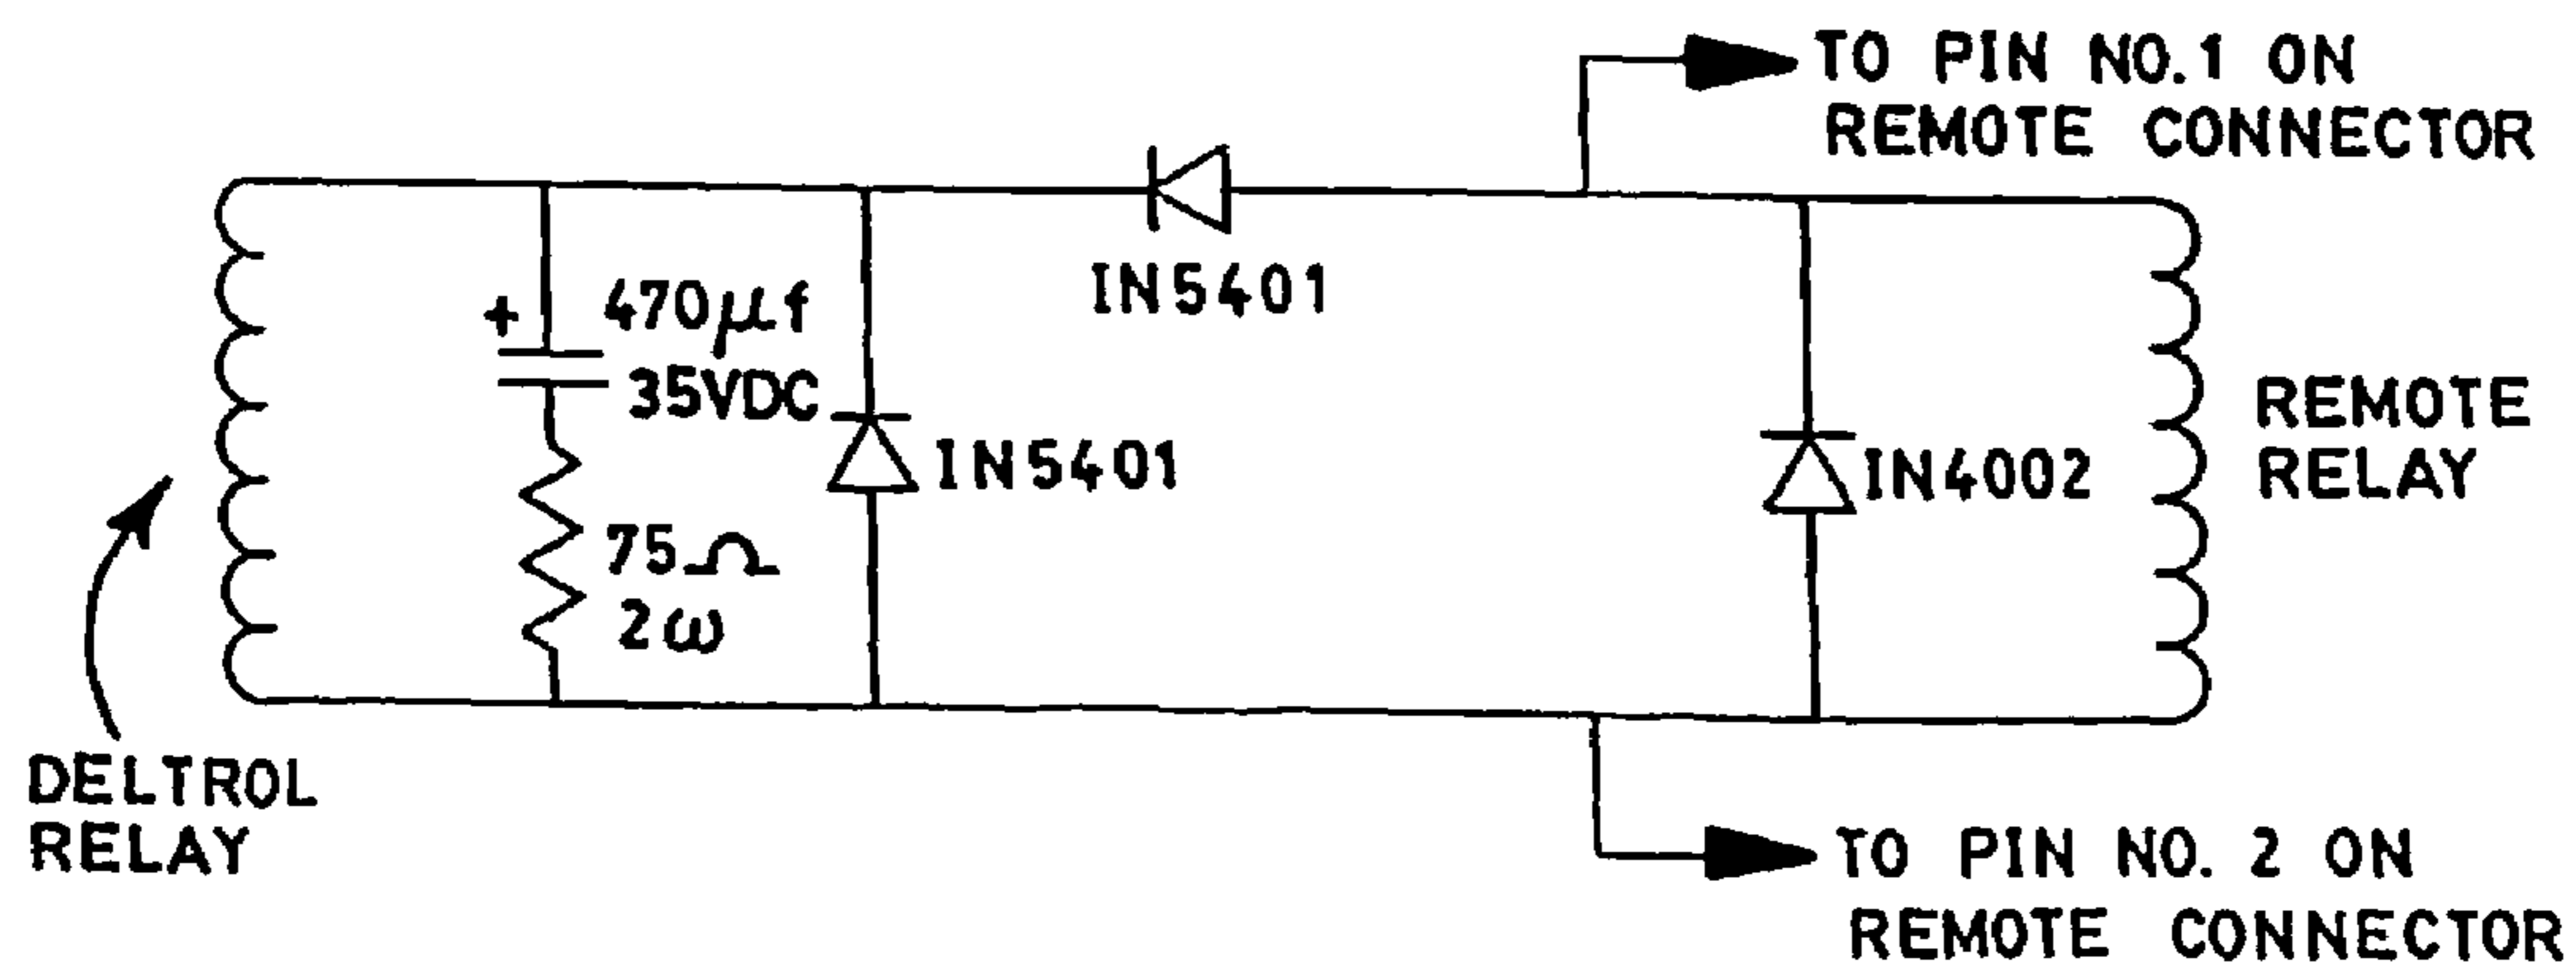 TO PIN NO.1 ON
REMOTE CONNECTOR
IN5401
+
470μf
35VDC
IN5401
75Ω
2ω
IN4002
REMOTE
RELAY
DELTROL
RELAY
TO PIN NO. 2 ON
REMOTE CONNECTOR